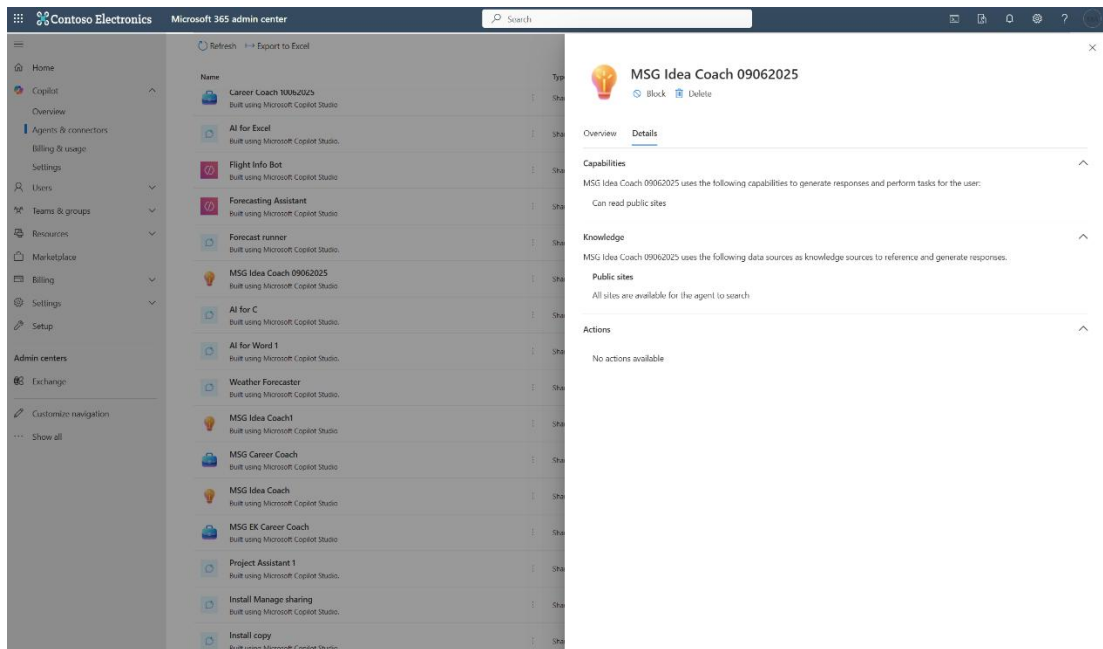 Contoso Electronics
Microsoft 365 admin center
Search
?
Home
Copilot
Overview
Agents & connectors
Billing & usage
Settings
Users
Teams & groups
Resources
Marketplace
Billing
Settings
Setup
Admin centers
Exchange
Customize navigation
Show all
Refresh
Export to Excel
Name
Career Coach 10062025
Built using Microsoft Copilot Studio
AI for Excel
Built using Microsoft Copilot Studio.
Flight Info Bot
Built using Microsoft Copilot Studio.
Forecasting Assistant
Built using Microsoft Copilot Studio.
Forecast runner
Built using Microsoft Copilot Studio.
MSG Idea Coach 09062025
Built using Microsoft Copilot Studio.
AI for C
Built using Microsoft Copilot Studio.
AI for Word 1
Built using Microsoft Copilot Studio.
Weather Forecaster
Built using Microsoft Copilot Studio.
MSG Idea Coach1
Built using Microsoft Copilot Studio.
MSG Career Coach
Built using Microsoft Copilot Studio
MSG Idea Coach
Built using Microsoft Copilot Studio
MSG EK Career Coach
Built using Microsoft Copilot Studio
Project Assistant 1
Built using Microsoft Copilot Studio.
Install Manage sharing
Built using Microsoft Copilot Studio.
Install copy
Built using Microsoft Copilot Studio.
MSG Idea Coach 09062025
Block
Delete
Overview
Details
Capabilities
MSG Idea Coach 09062025 uses the following capabilities to generate responses and perform tasks for the user:
Can read public sites
Knowledge
MSG Idea Coach 09062025 uses the following data sources as knowledge sources to reference and generate responses.
Public sites
All sites are available for the agent to search
Actions
No actions available